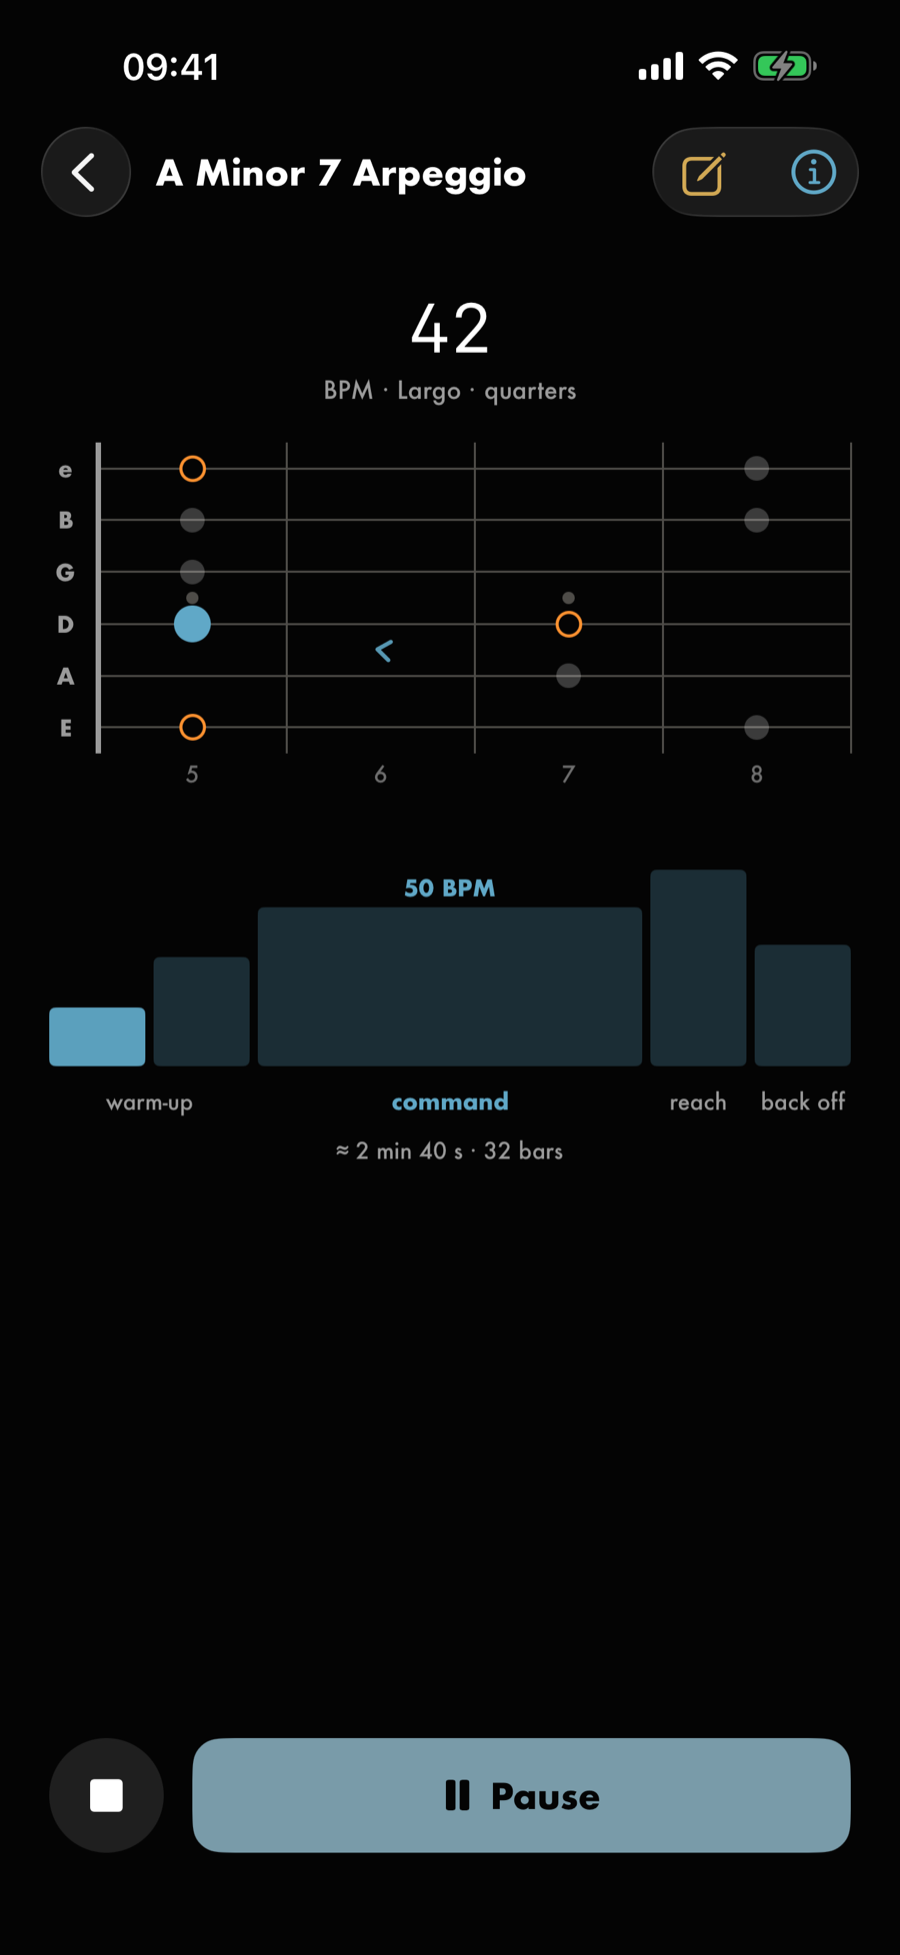 09:41
A Minor 7 Arpeggio
42
BPM · Largo · quarters
e
B
G
D
A
E
5 6 7 8
50 BPM
warm-up command reach back off
≈ 2 min 40 s · 32 bars
Pause